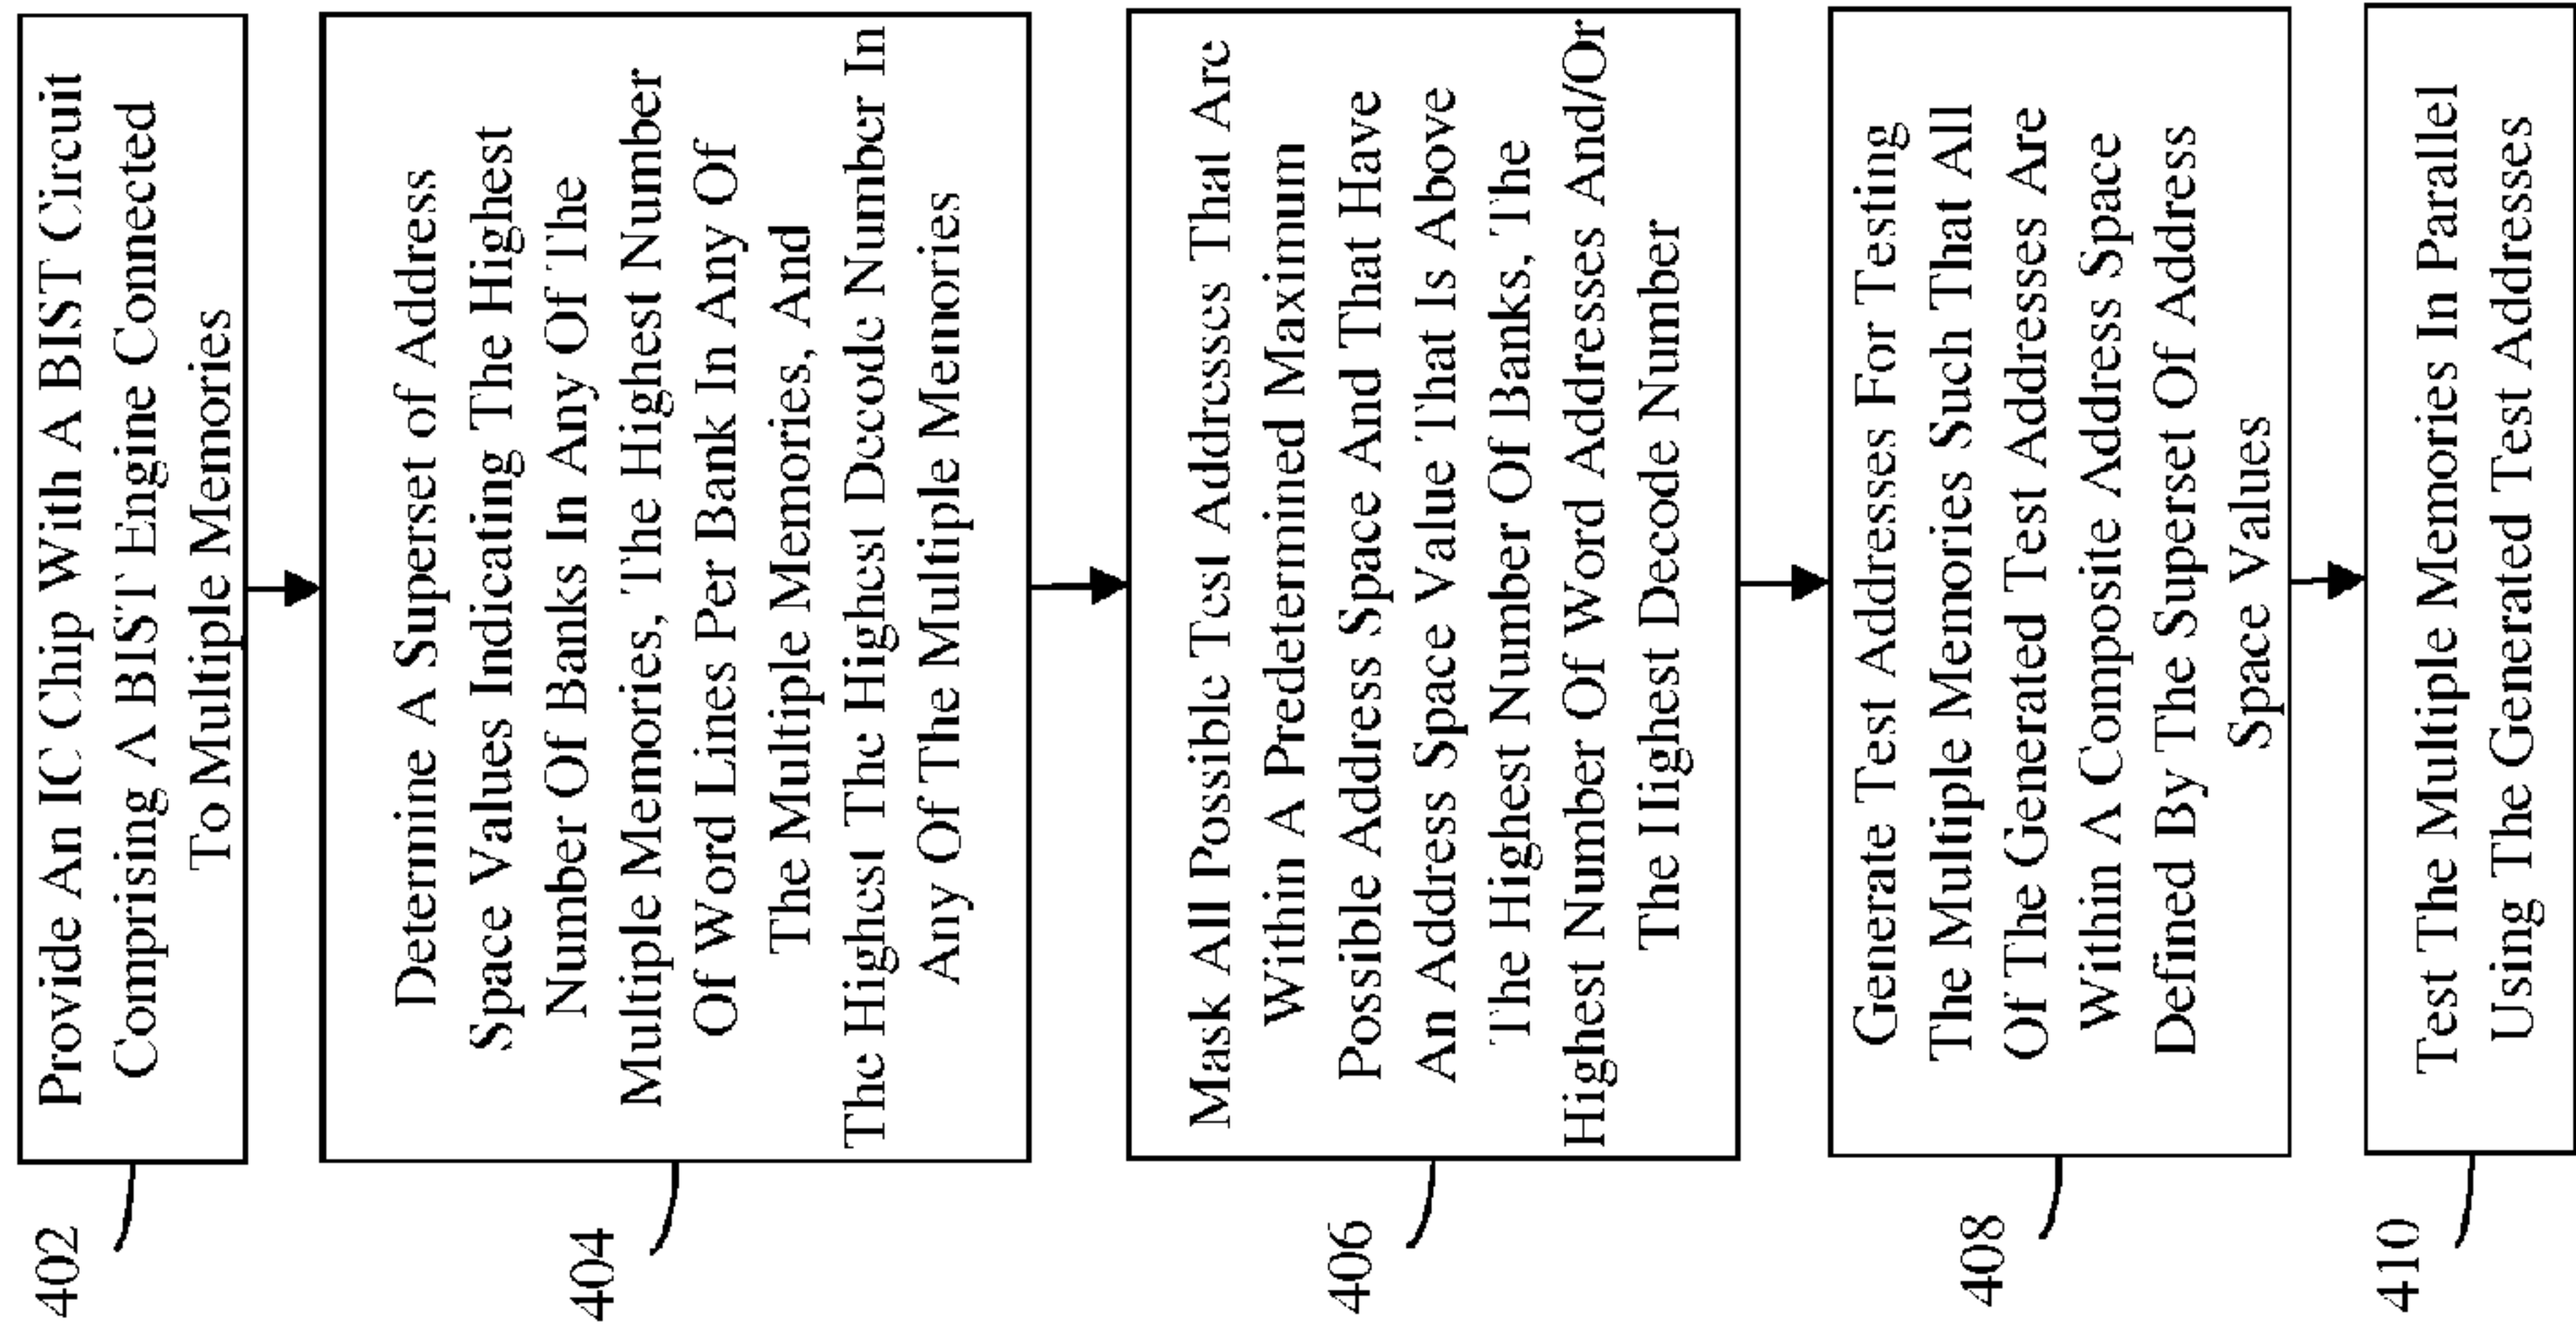 402
Provide An IC Chip With A BIST Circuit
Comprising A BIST Engine Connected
To Multiple Memories
404
Determine A Superset of Address
Space Values Indicating The Highest
Number Of Banks In Any Of The
Multiple Memories, The Highest Number
Of Word Lines Per Bank In Any Of
The Multiple Memories, And
The Highest The Highest Decode Number In
Any Of The Multiple Memories
406
Mask All Possible Test Addresses That Are
Within A Predetermined Maximum
Possible Address Space And That Have
An Address Space Value That Is Above
The Highest Number Of Banks, The
Highest Number Of Word Addresses And/Or
The Highest Decode Number
408
Generate Test Addresses For Testing
The Multiple Memories Such That All
Of The Generated Test Addresses Are
Within A Composite Address Space
Defined By The Superset Of Address
Space Values
410
Test The Multiple Memories In Parallel
Using The Generated Test Addresses